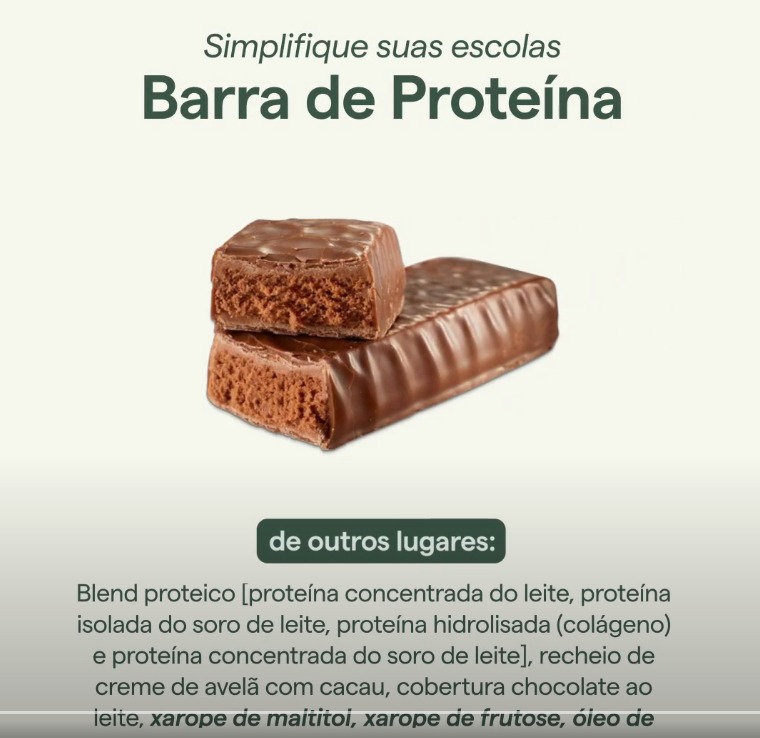 Simplifique suas escolas
Barra de Proteína
de outros lugares:
Blend proteico [proteína concentrada do leite, proteína
isolada do soro de leite, proteína hidrolisada (colágeno)
e proteína concentrada do soro de leite], recheio de
creme de avelã com cacau, cobertura chocolate ao
leite, xarope de maititol, xarope de frutose, óleo de